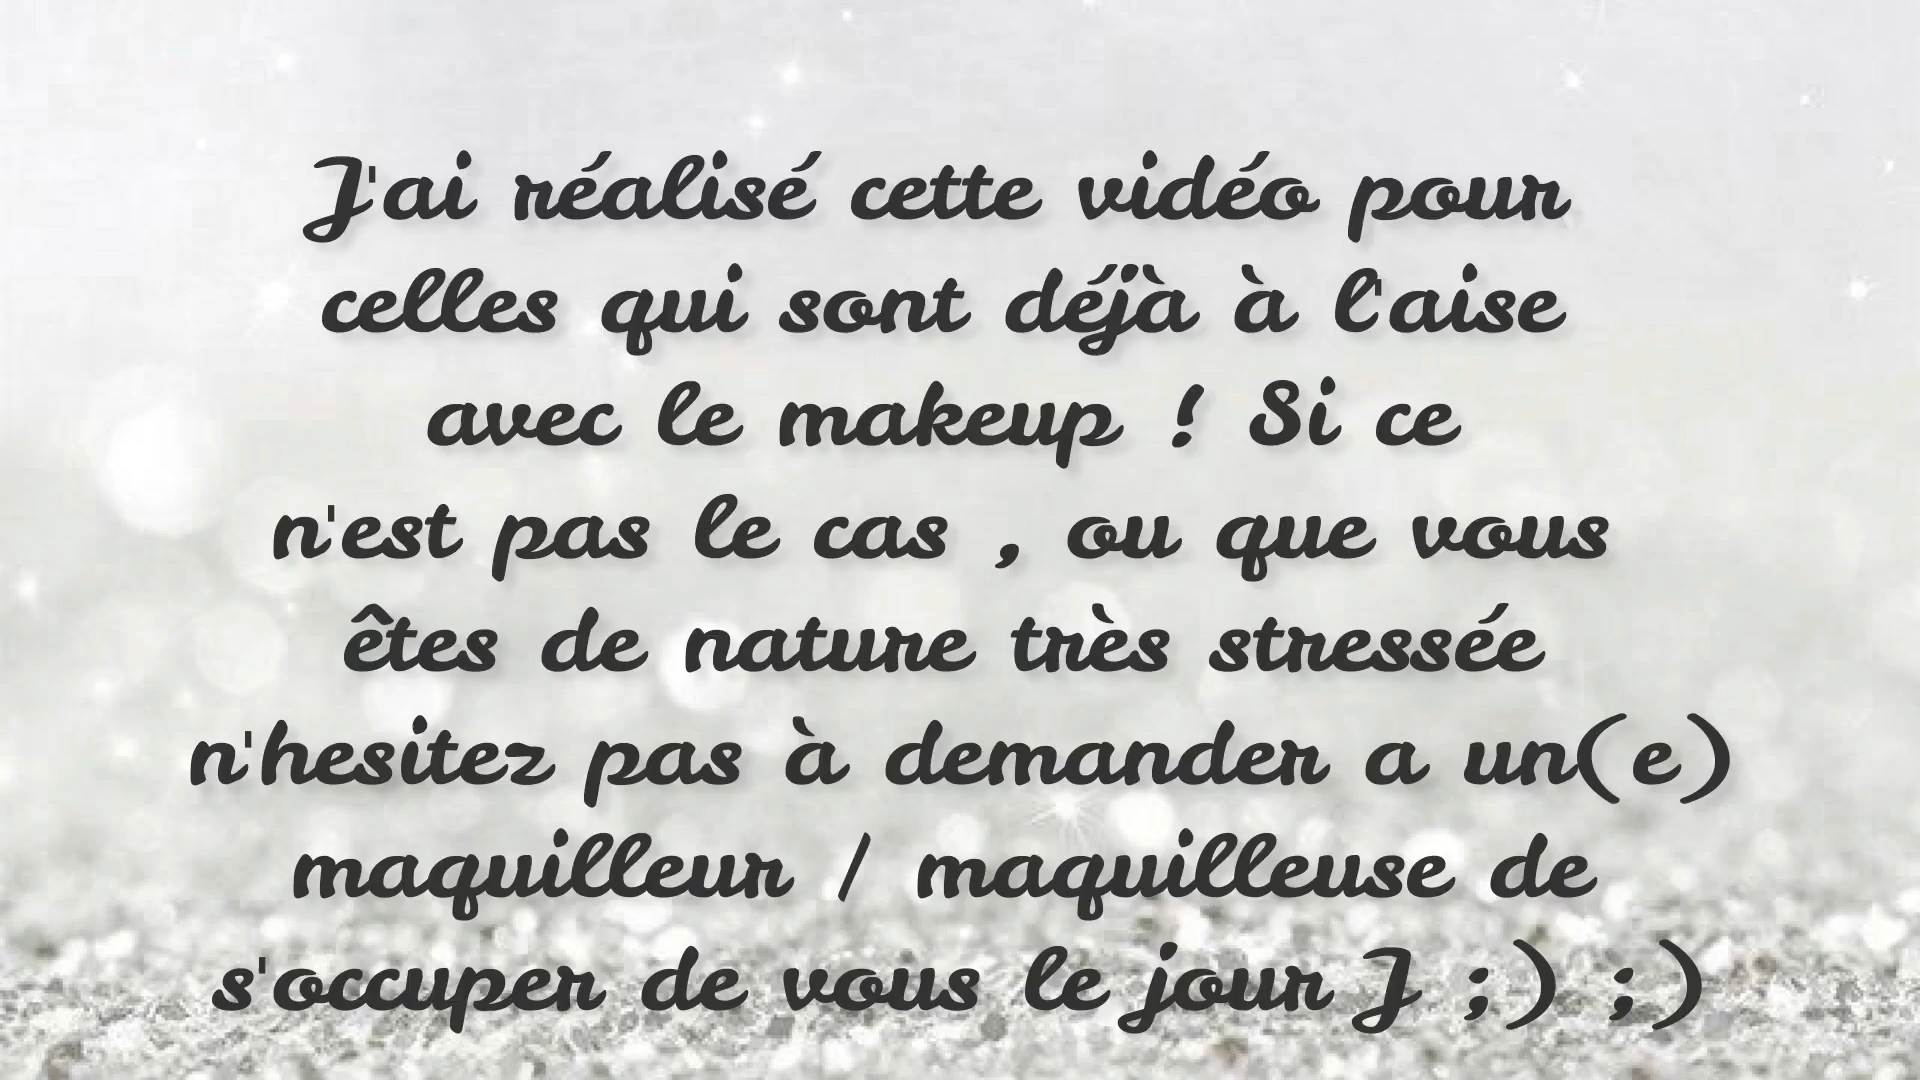 J'ai réalisé cette vidéo pour
celles qui sont déjà à l'aise
avec le makeup ! Si ce
n'est pas le cas , ou que vous
êtes de nature très stressée
n'hesitez pas à demander a un(e)
maquilleur / maquilleuse de
s'occuper de vous le jour J ;) ;)